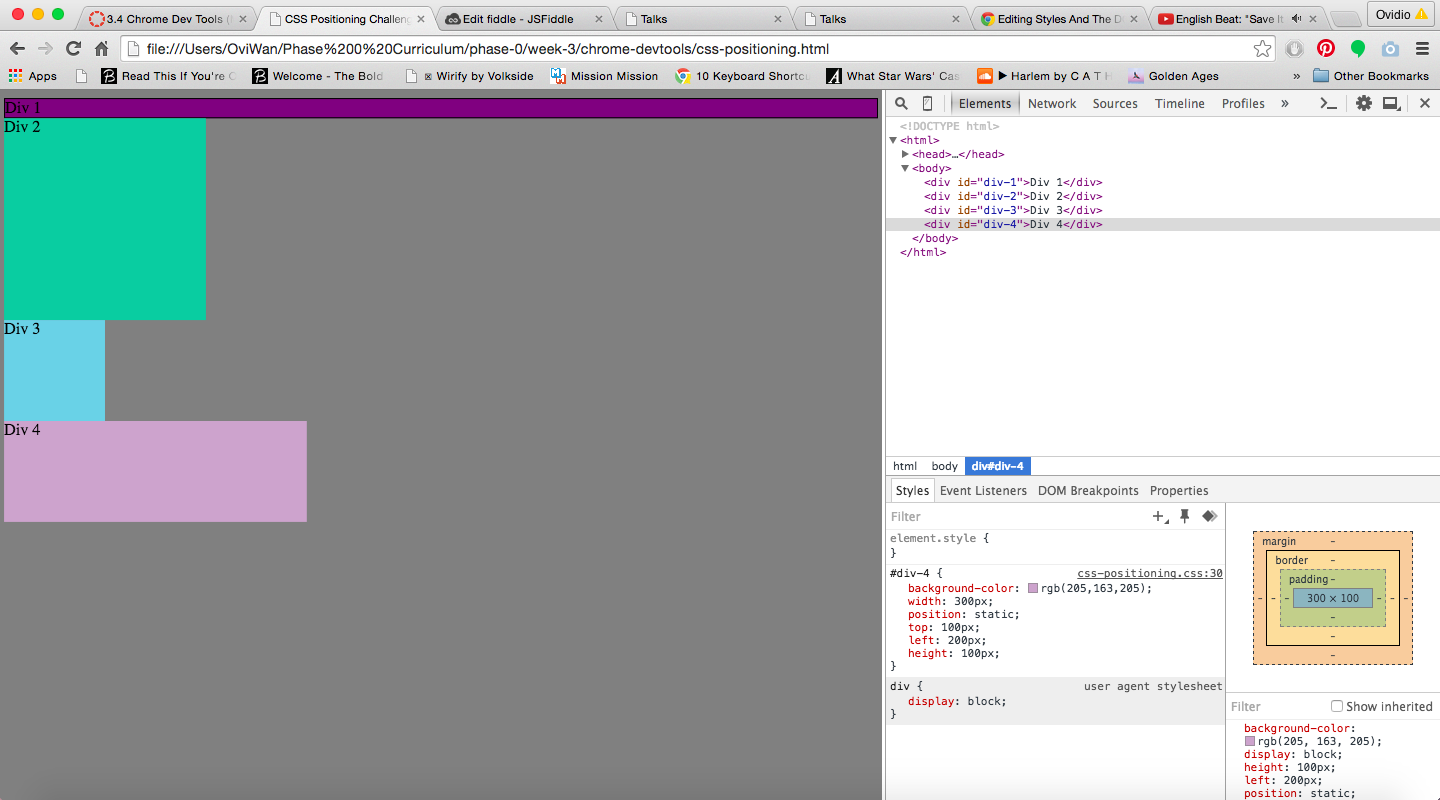 3.4 Chrome Dev Tools (
CSS Positioning Challeng
Edit fiddle - JSFiddle
Talks
Talks
Editing Styles And The D
English Beat: "Save It
Ovidio
file:///Users/OviWan/Phase%200%20Curriculum/phase-0/week-3/chrome-devtools/css-positioning.html
Apps
Read This If You're
Welcome - The Bold
Wirify by Volkside
Mission Mission
10 Keyboard Shortcu
What Star Wars' Cas
Harlem by C A T
Golden Ages
»
Other Bookmarks
Div 1
Div 2
Div 3
Div 4
Elements Network Sources Timeline Profiles »
<!DOCTYPE html>
<html>
<head>…</head>
<body>
<div id="div-1">Div 1</div>
<div id="div-2">Div 2</div>
<div id="div-3">Div 3</div>
<div id="div-4">Div 4</div>
</body>
</html>
html body div#div-4
Styles Event Listeners DOM Breakpoints Properties
Filter
element.style {
}
#div-4 { css-positioning.css:30
background-color: rgb(205,163,205);
width: 300px;
position: static;
top: 100px;
left: 200px;
height: 100px;
}
div { user agent stylesheet
display: block;
}
margin -
border -
padding -
- - - 300 × 100 - - -
-
-
-
Filter Show inherited
background-color:
rgb(205, 163, 205);
display: block;
height: 100px;
left: 200px;
position: static;